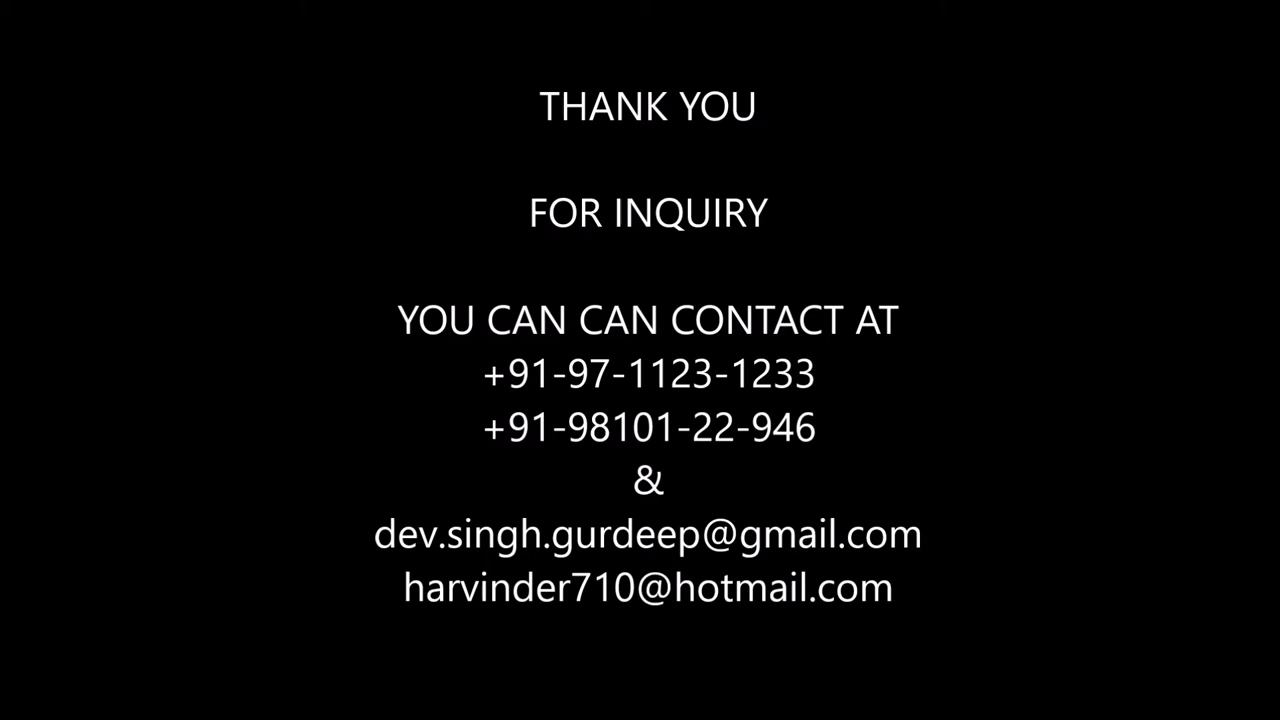 THANK YOU
FOR INQUIRY
YOU CAN CAN CONTACT AT
+91-97-1123-1233
+91-98101-22-946
&
dev.singh.gurdeep@gmail.com
harvinder710@hotmail.com